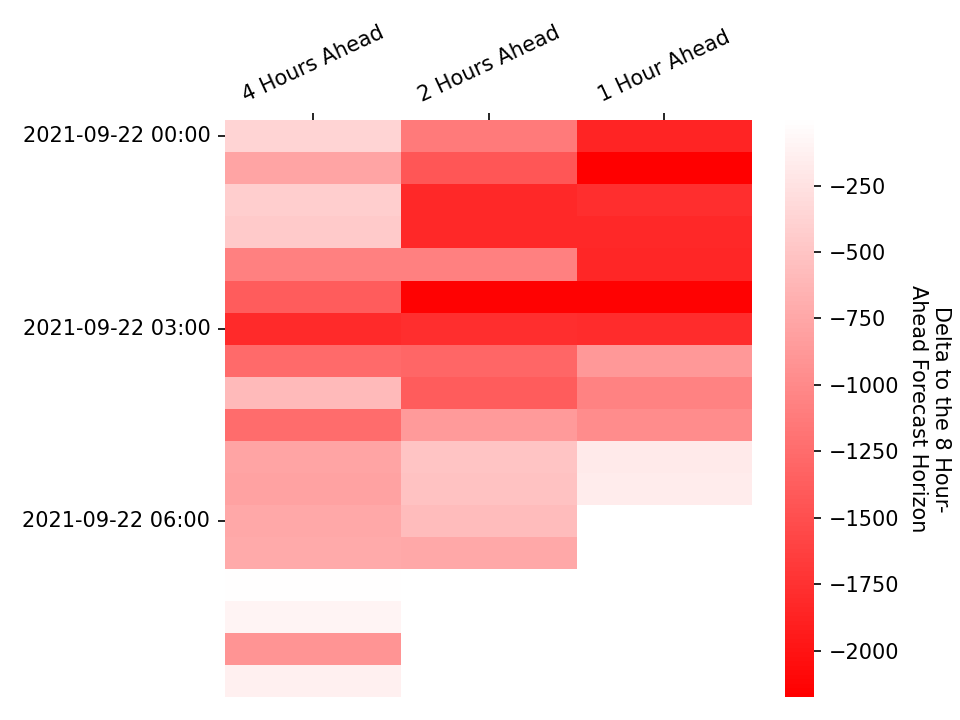 4 Hours Ahead
2 Hours Ahead
1 Hour Ahead
2021-09-22 00:00
2021-09-22 03:00
2021-09-22 06:00
−250
−500
−750
−1000
−1250
−1500
−1750
−2000
Delta to the 8 Hour-
Ahead Forecast Horizon